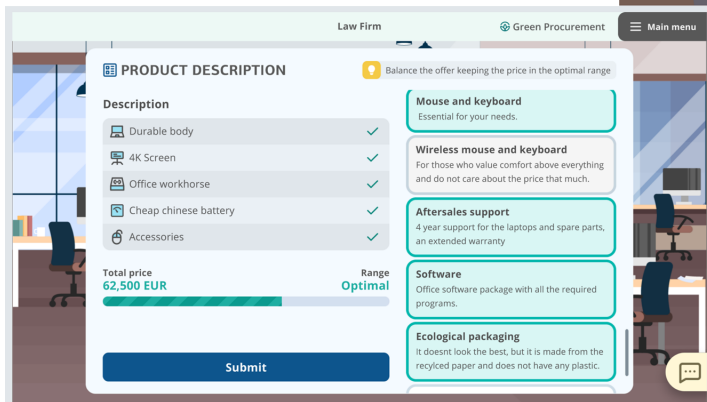 Law Firm
Green Procurement
Main menu
PRODUCT DESCRIPTION
Balance the offer keeping the price in the optimal range
Description
Durable body
4K Screen
Office workhorse
Cheap chinese battery
Accessories
Total price
62,500 EUR
Range
Optimal
Submit
Mouse and keyboard
Essential for your needs.
Wireless mouse and keyboard
For those who value comfort above everything
and do not care about the price that much.
Aftersales support
4 year support for the laptops and spare parts,
an extended warranty
Software
Office software package with all the required
programs.
Ecological packaging
It doesnt look the best, but it is made from the
recylced paper and does not have any plastic.